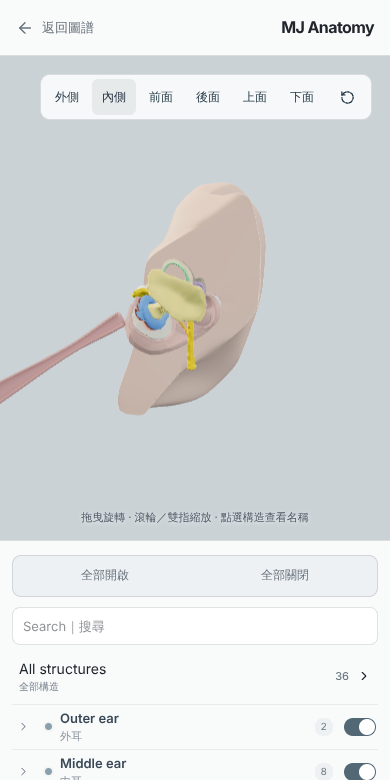 返回圖譜
MJ Anatomy
外側 內側 前面 後面 上面 下面
拖曳旋轉 · 滾輪／雙指縮放 · 點選構造查看名稱
全部開啟 全部關閉
Search｜搜尋
All structures
全部構造
36
Outer ear
外耳
2
Middle ear
中耳
8